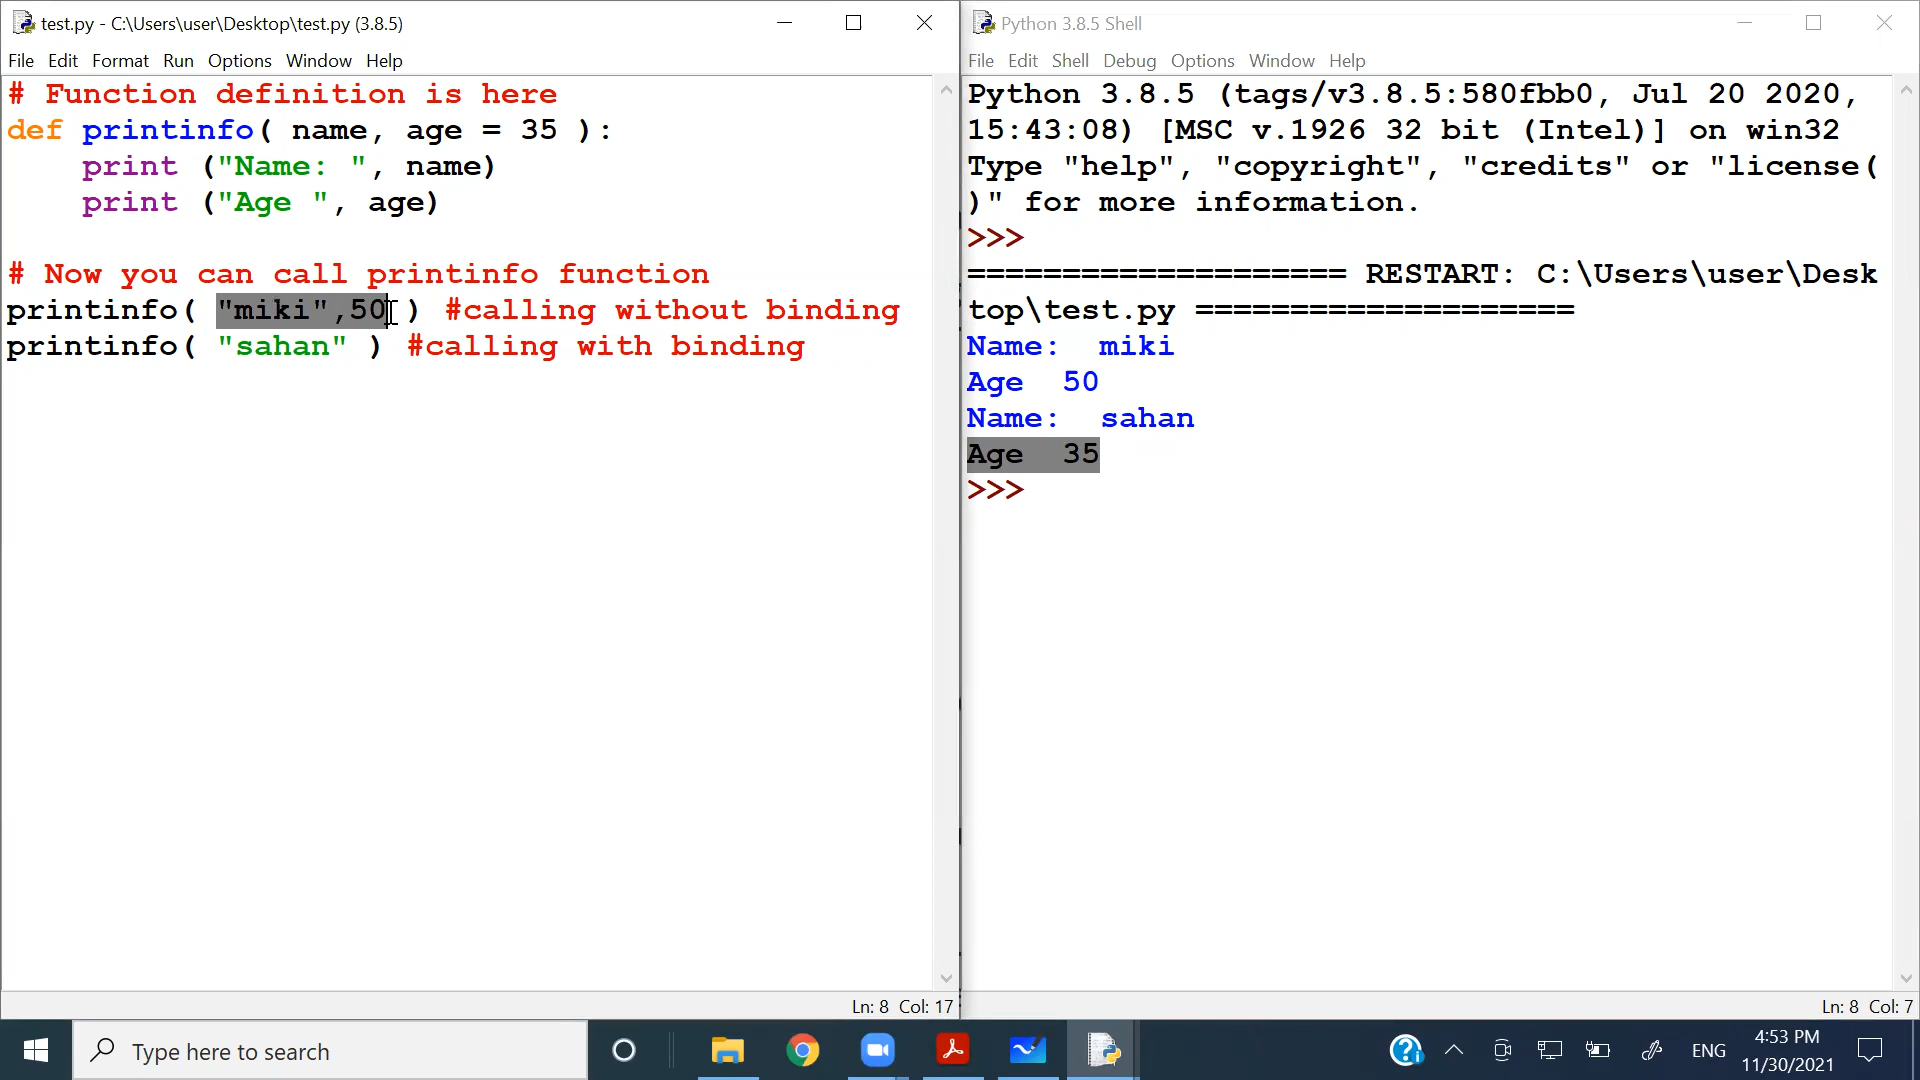 test.py - C:\Users\user\Desktop\test.py (3.8.5)
File Edit Format Run Options Window Help
# Function definition is here
def printinfo( name, age = 35 ):
    print ("Name: ", name)
    print ("Age ", age)
# Now you can call printinfo function
printinfo( "miki",50 ) #calling without binding
printinfo( "sahan" ) #calling with binding
Ln: 8 Col: 17
Python 3.8.5 Shell
File Edit Shell Debug Options Window Help
Python 3.8.5 (tags/v3.8.5:580fbb0, Jul 20 2020,
15:43:08) [MSC v.1926 32 bit (Intel)] on win32
Type "help", "copyright", "credits" or "license(
)" for more information.
>>>
==================== RESTART: C:\Users\user\Desk
top\test.py ====================
Name:  miki
Age  50
Name:  sahan
Age  35
>>>
Ln: 8 Col: 7
Type here to search
ENG
4:53 PM
11/30/2021